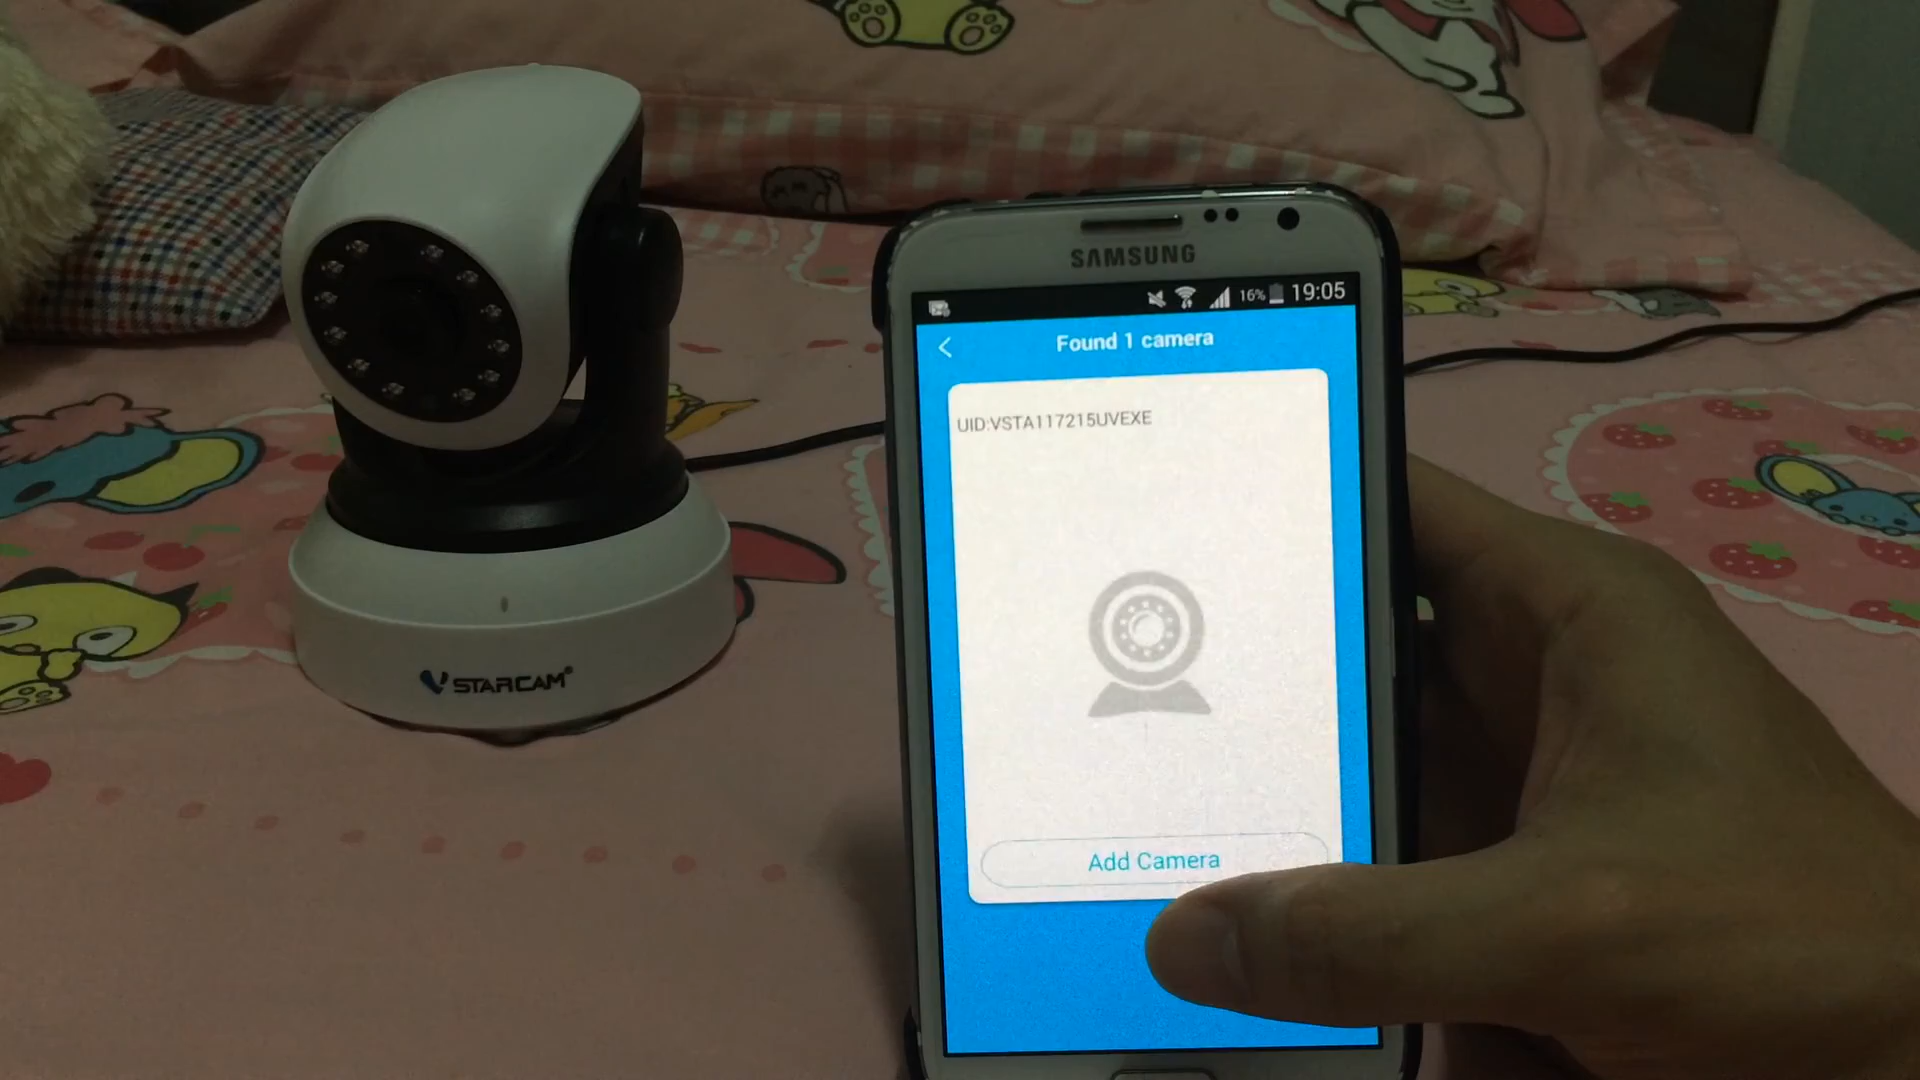 SAMSUNG
16% 19:05
Found 1 camera
UID:VSTA117215UVEXE
Add Camera
VSTARCAM®